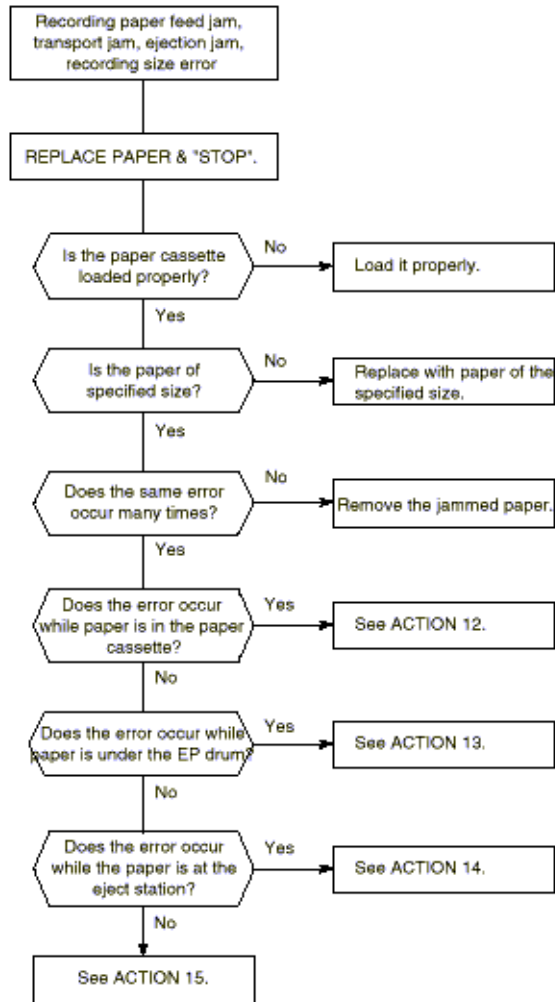 Recording paper feed jam,
transport jam, ejection jam,
recording size error
REPLACE PAPER & "STOP".
Is the paper cassette
loaded properly?
No
Load it properly.
Yes
Is the paper of
specified size?
No
Replace with paper of the
specified size.
Yes
Does the same error
occur many times?
No
Remove the jammed paper.
Yes
Does the error occur
while paper is in the paper
cassette?
Yes
See ACTION 12.
No
Does the error occur while
paper is under the EP drum?
Yes
See ACTION 13.
No
Does the error occur
while the paper is at the
eject station?
Yes
See ACTION 14.
No
See ACTION 15.